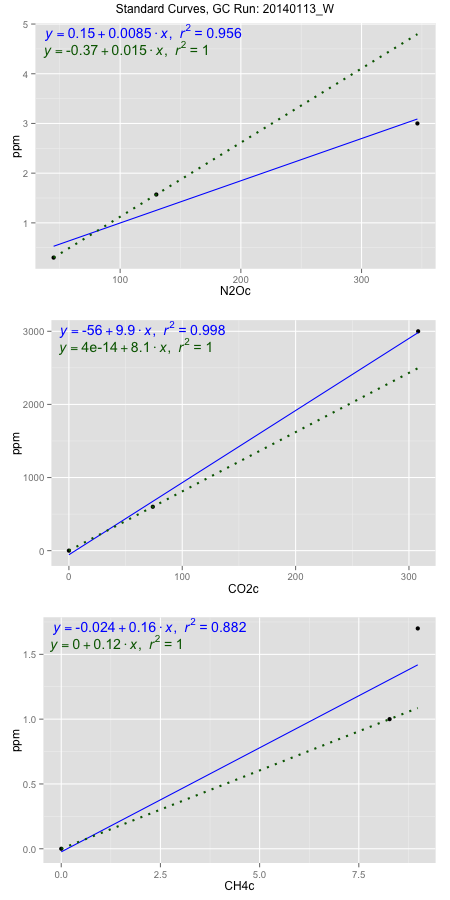 Standard Curves, GC Run: 20140113_W
y = 0.15 + 0.0085 · x, r² = 0.956
y = -0.37 + 0.015 · x, r² = 1
5
4
3
2
1
ppm
100 200 300
N2Oc
y = -56 + 9.9 · x, r² = 0.998
y = 4e-14 + 8.1 · x, r² = 1
3000
2000
1000
0
ppm
0 100 200 300
CO2c
y = -0.024 + 0.16 · x, r² = 0.882
y = 0 + 0.12 · x, r² = 1
1.5
1.0
0.5
0.0
ppm
0.0 2.5 5.0 7.5
CH4c